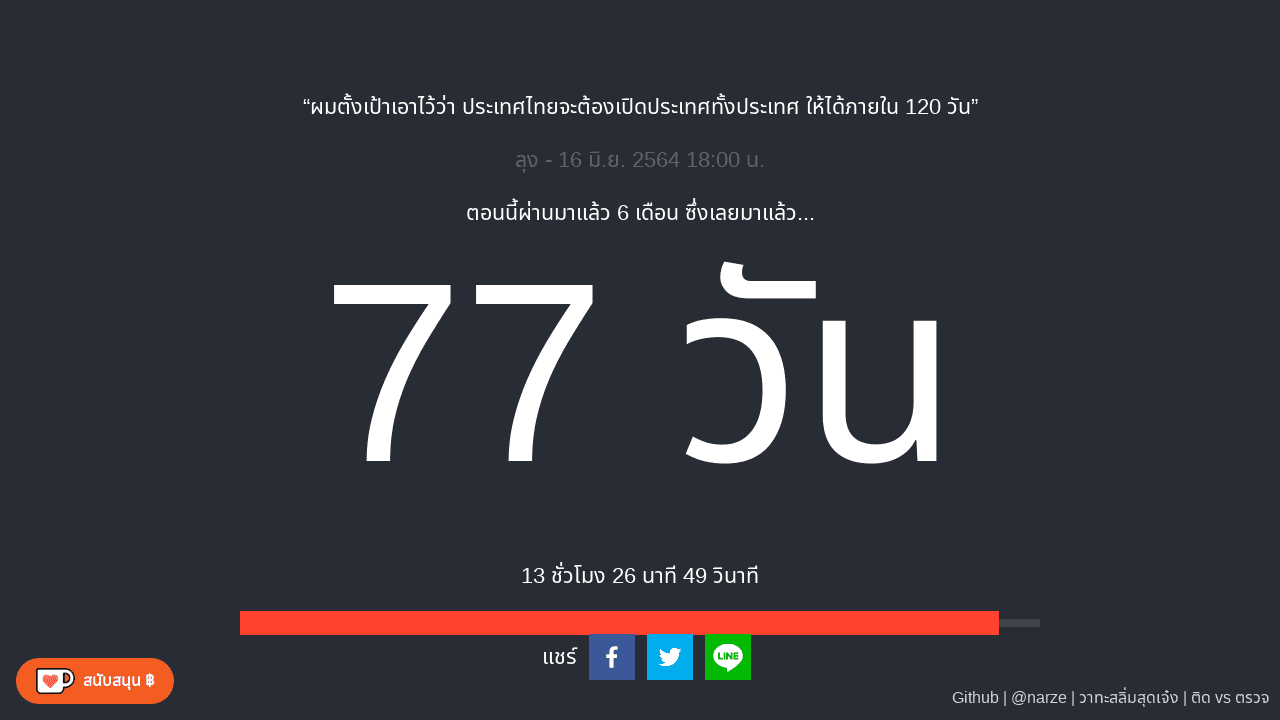 “ผมตั้งเป้าเอาไว้ว่า ประเทศไทยจะต้องเปิดประเทศทั้งประเทศ ให้ได้ภายใน 120 วัน”
ลุง - 16 มิ.ย. 2564 18:00 น.
ตอนนี้ผ่านมาแล้ว 6 เดือน ซึ่งเลยมาแล้ว...
77 วัน
13 ชั่วโมง 26 นาที 49 วินาที
แชร์ LINE
สนับสนุน ฿
Github | @narze | วาทะสลิ่มสุดเจ๋ง | ติด vs ตรวจ